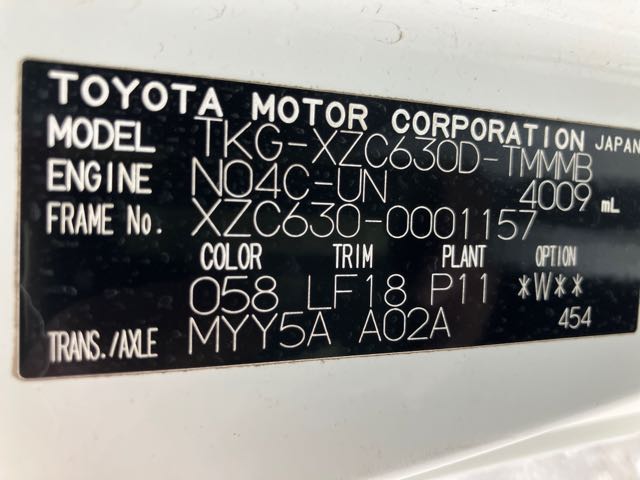 TOYOTA MOTOR CORPORATION JAPAN
MODEL TKG-XZC630D-TMMMB
ENGINE N04C-UN 4009 mL
FRAME No. XZC630-0001157
COLOR TRIM PLANT OPTION
058 LF18 P11 *W**
TRANS./AXLE MYY5A A02A 454